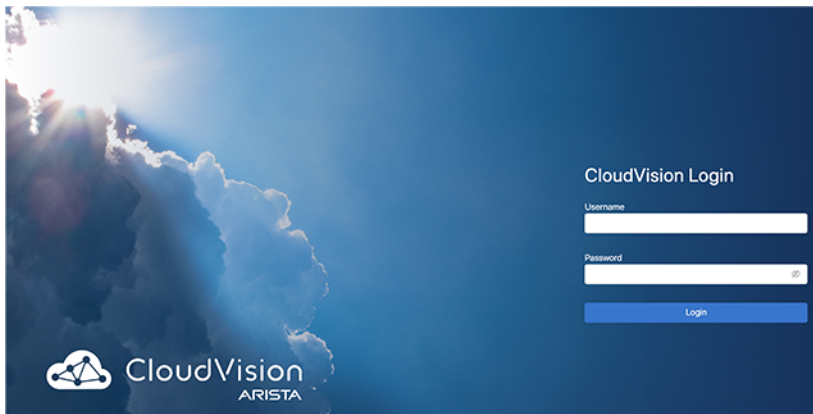 CloudVision Login
Username
Password
Login
CloudVision
ARISTA